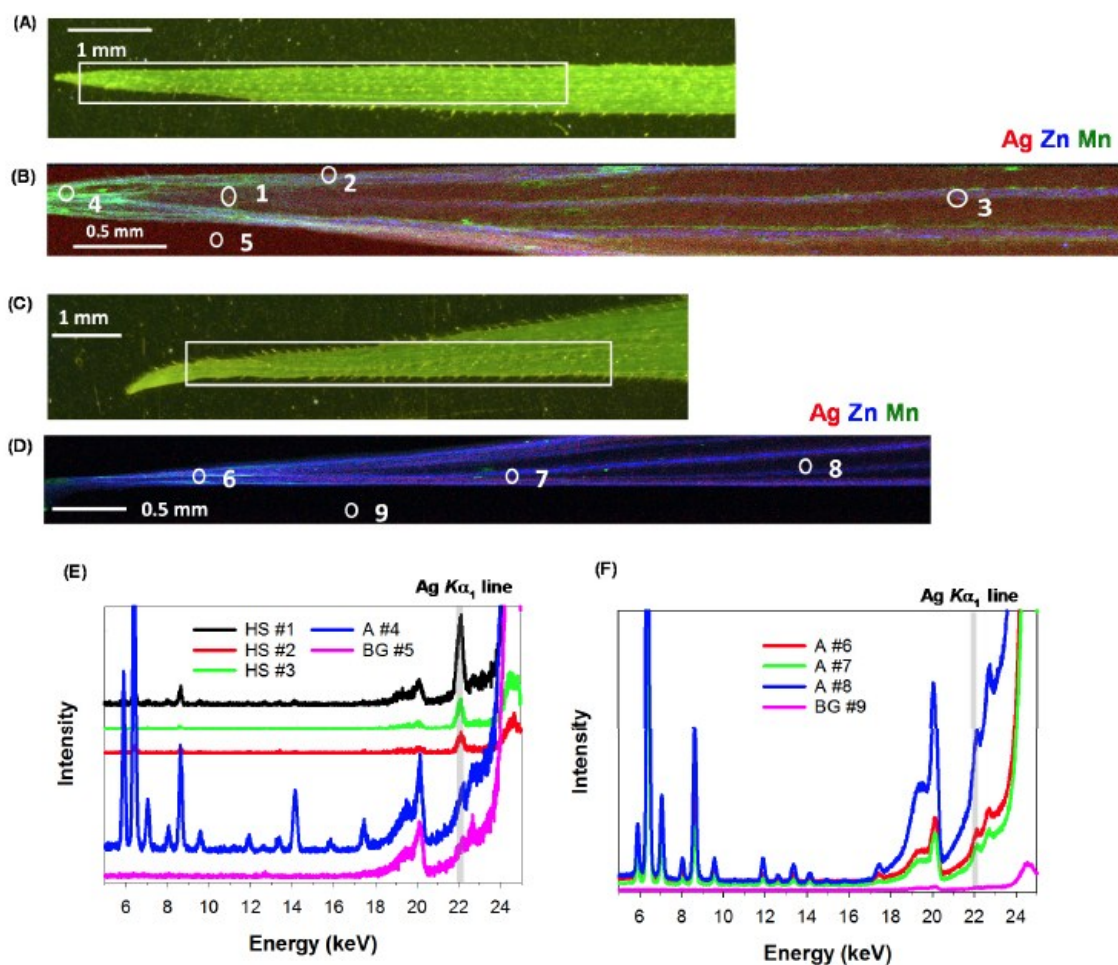 (A)
1 mm
Ag Zn Mn
(B)
2
1
3
4
5
0.5 mm
(C)
1 mm
Ag Zn Mn
(D)
6
7
8
0.5 mm
9
(E)
Ag Kα1 line
HS #1 A #4
HS #2 BG #5
HS #3
Intensity
6 8 10 12 14 16 18 20 22 24
Energy (keV)
(F)
Ag Kα1 line
A #6
A #7
A #8
BG #9
Intensity
6 8 10 12 14 16 18 20 22 24
Energy (keV)